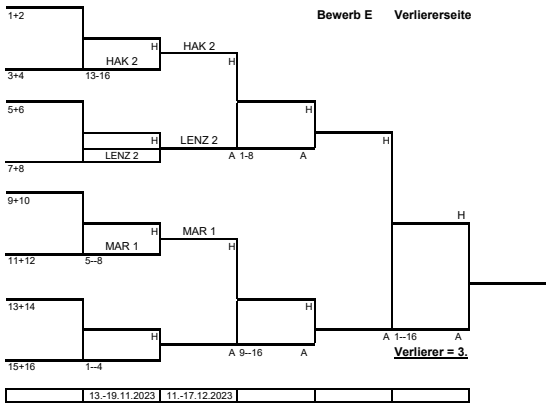 Bewerb E Verliererseite
1+2
H HAK 2
HAK 2 H
3+4 13-16
5+6 H
H LENZ 2 H
LENZ 2 A 1-8 A
7+8
9+10
H
H MAR 1
MAR 1 H
11+12 5--8
13+14 H
H A 1--16 A
A 9--16 A
Verlierer = 3.
15+16 1--4
13.-19.11.2023 11.-17.12.2023